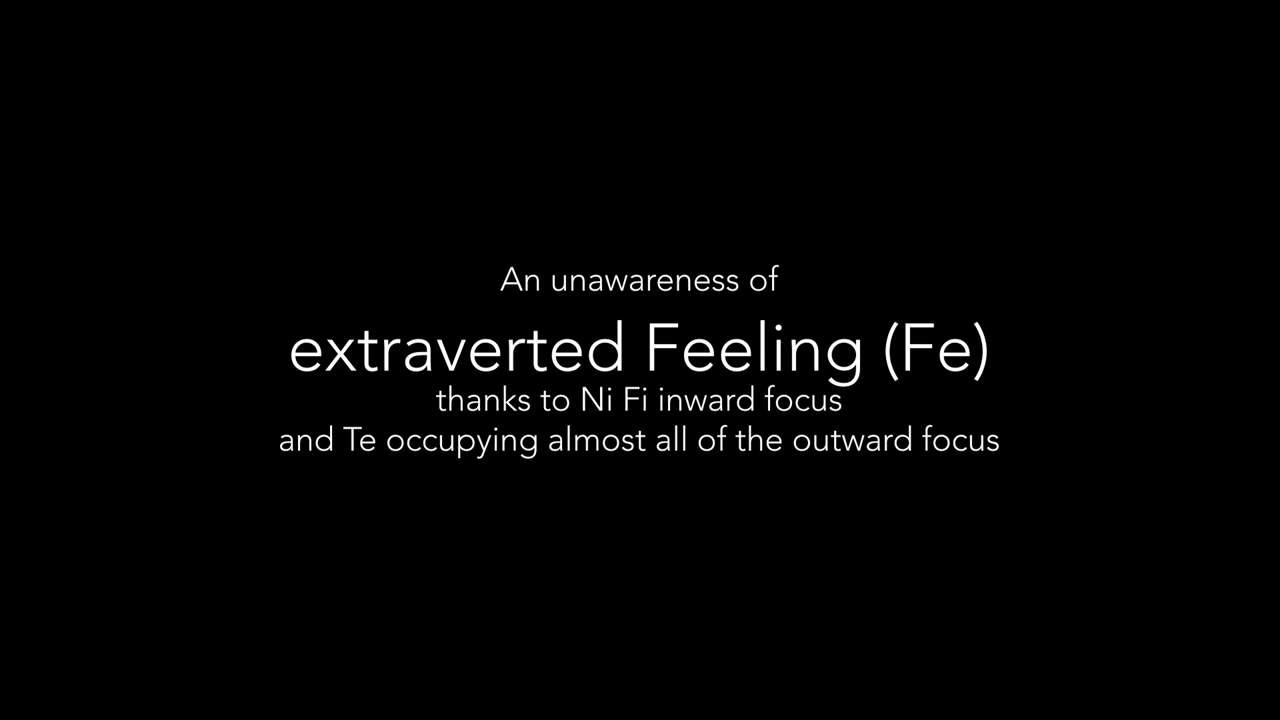 An unawareness of
extraverted Feeling (Fe)
thanks to Ni Fi inward focus
and Te occupying almost all of the outward focus